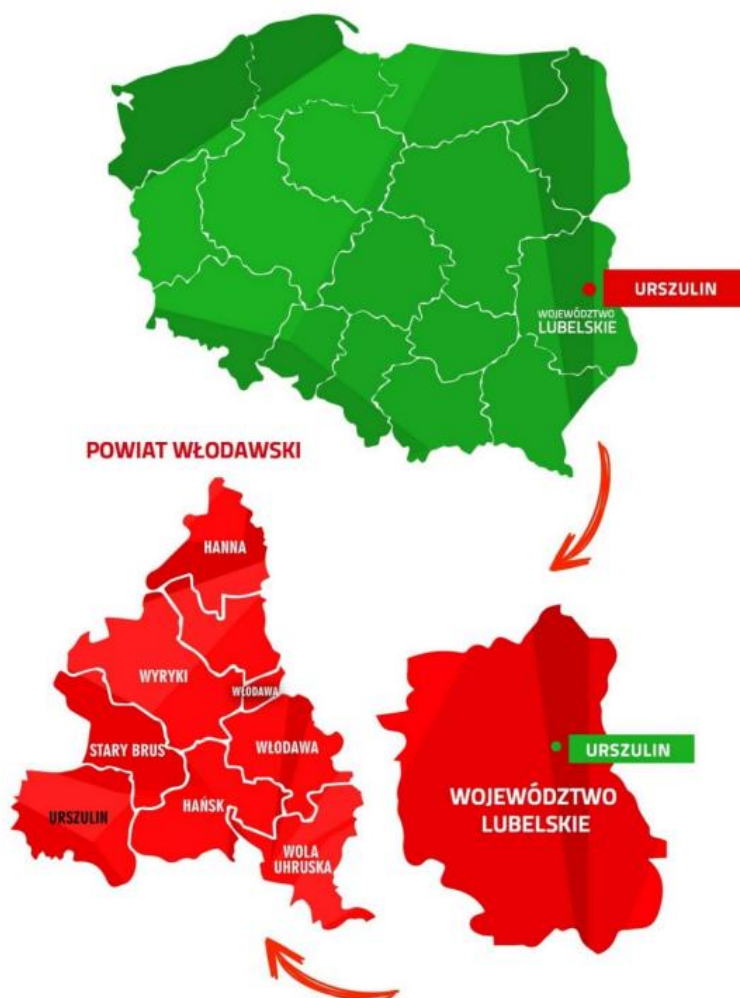 URSZULIN
WOJEWÓDZTWO
LUBELSKIE
POWIAT WŁODAWSKI
HANNA
WYRYKI
WŁODAWA
STARY BRUS
WŁODAWA
URSZULIN
HAŃSK
WOLA
UHRUSKA
URSZULIN
WOJEWÓDZTWO
LUBELSKIE